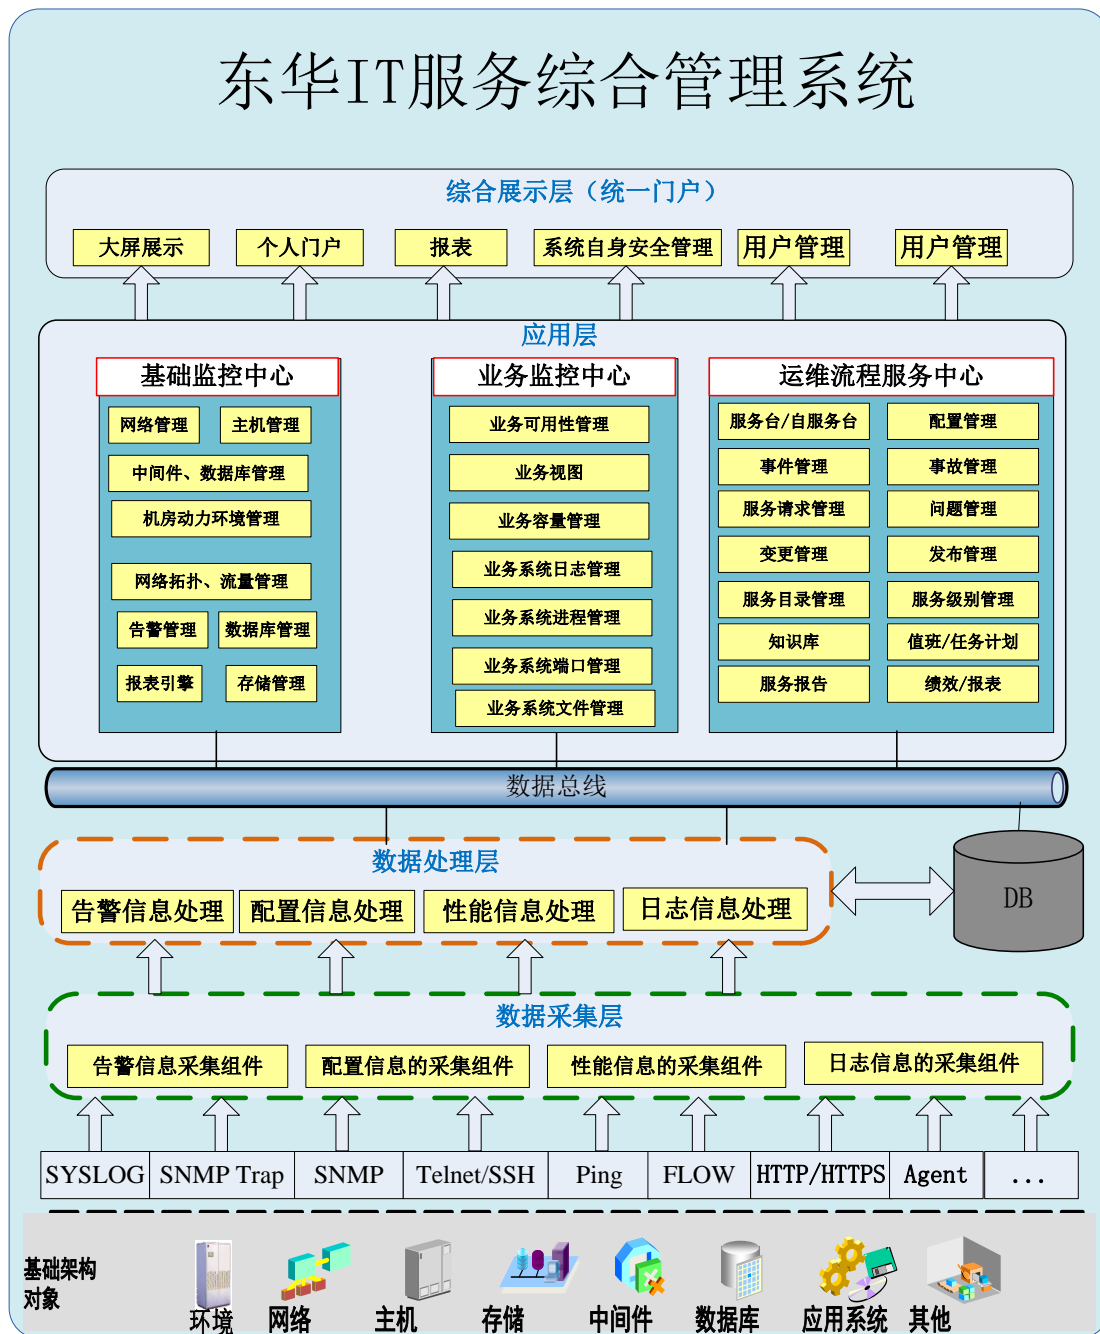 东华IT服务综合管理系统
综合展示层（统一门户）
大屏展示 个人门户 报表 系统自身安全管理 用户管理 用户管理
应用层
基础监控中心
网络管理 主机管理
中间件、数据库管理
机房动力环境管理
网络拓扑、流量管理
告警管理 数据库管理
报表引擎 存储管理
业务监控中心
业务可用性管理
业务视图
业务容量管理
业务系统日志管理
业务系统进程管理
业务系统端口管理
业务系统文件管理
运维流程服务中心
服务台/自服务台 配置管理
事件管理 事故管理
服务请求管理 问题管理
变更管理 发布管理
服务目录管理 服务级别管理
知识库 值班/任务计划
服务报告 绩效/报表
数据总线
数据处理层
告警信息处理 配置信息处理 性能信息处理 日志信息处理
DB
数据采集层
告警信息采集组件 配置信息的采集组件 性能信息的采集组件 日志信息的采集组件
SYSLOG SNMP Trap SNMP Telnet/SSH Ping FLOW HTTP/HTTPS Agent ...
基础架构
对象
环境 网络 主机 存储 中间件 数据库 应用系统 其他